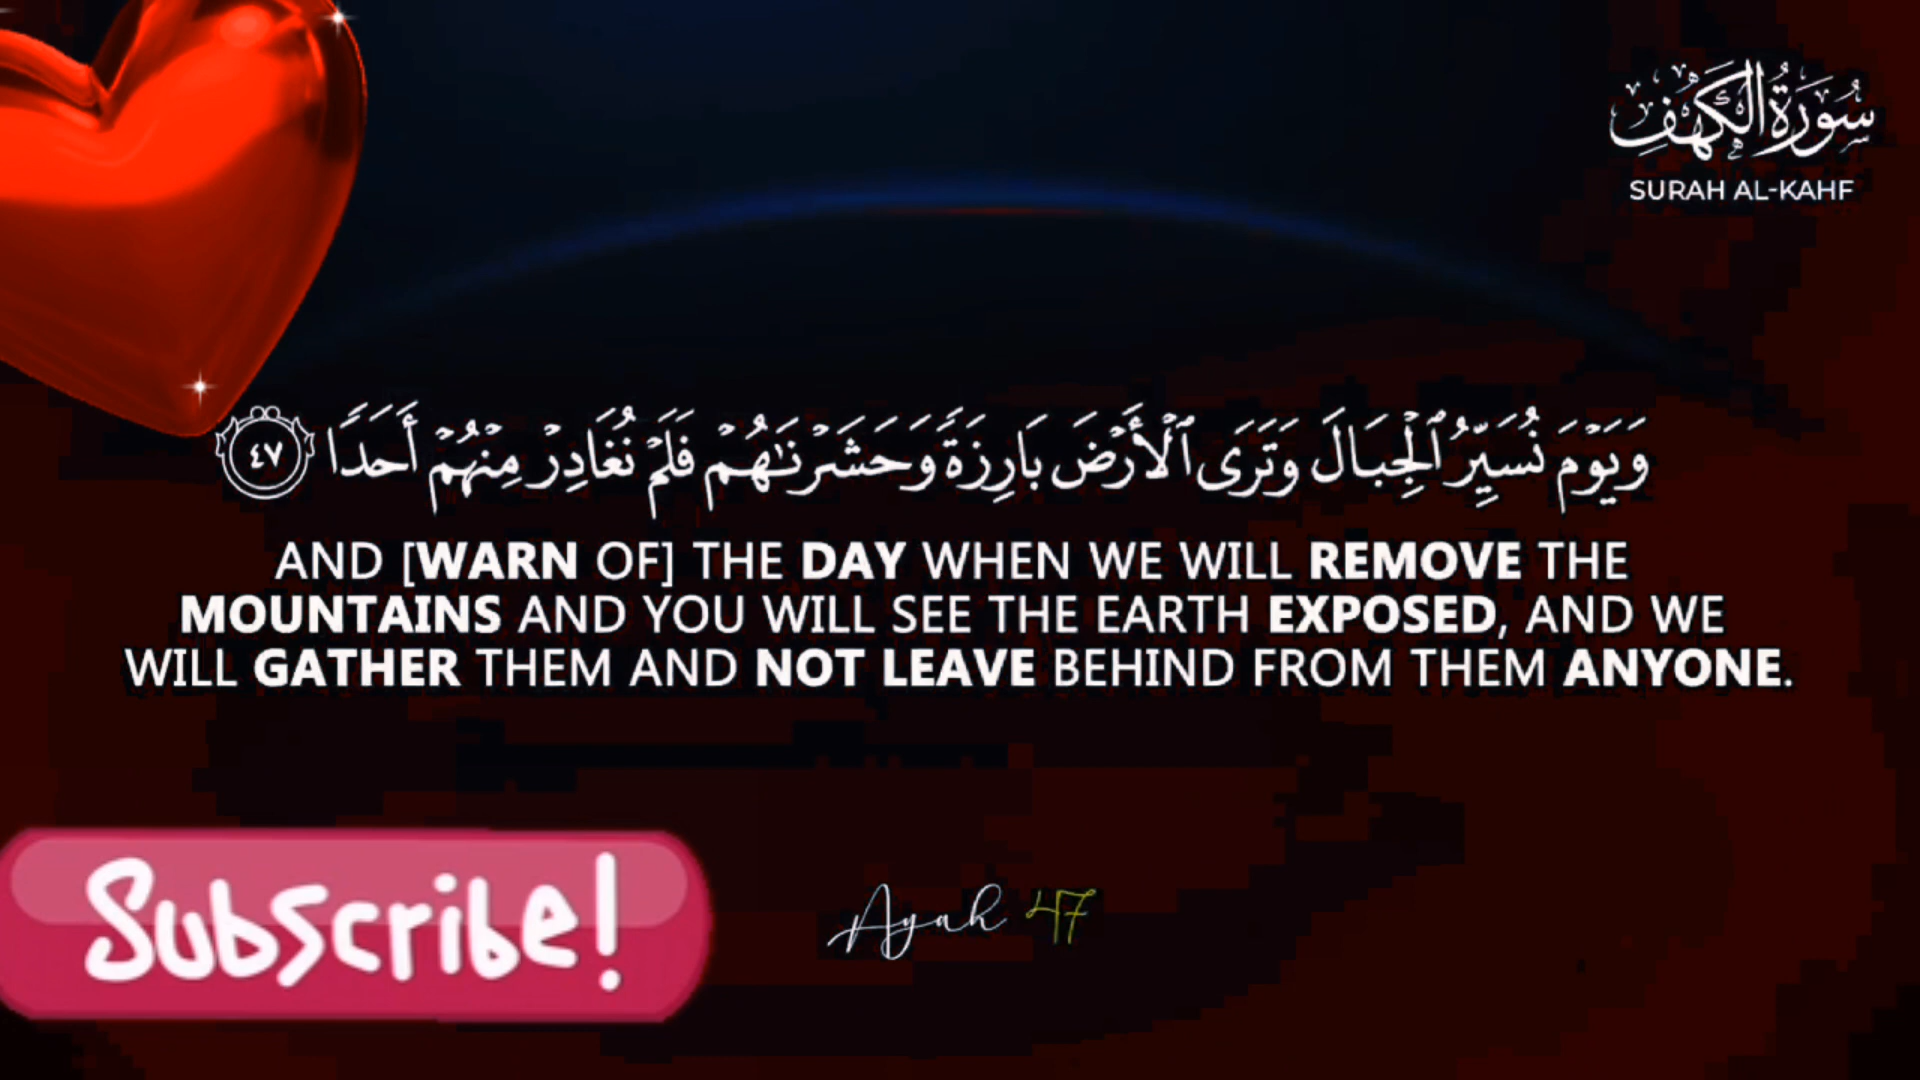 سُورَةُ الْكَهْفِ
SURAH AL-KAHF
وَيَوْمَ نُسَيِّرُ ٱلْجِبَالَ وَتَرَى ٱلْأَرْضَ بَارِزَةً وَحَشَرْنَـٰهُمْ فَلَمْ نُغَادِرْ مِنْهُمْ أَحَدًا ٤٧
AND [WARN OF] THE DAY WHEN WE WILL REMOVE THE
MOUNTAINS AND YOU WILL SEE THE EARTH EXPOSED, AND WE
WILL GATHER THEM AND NOT LEAVE BEHIND FROM THEM ANYONE.
Subscribe!
Ayah 47